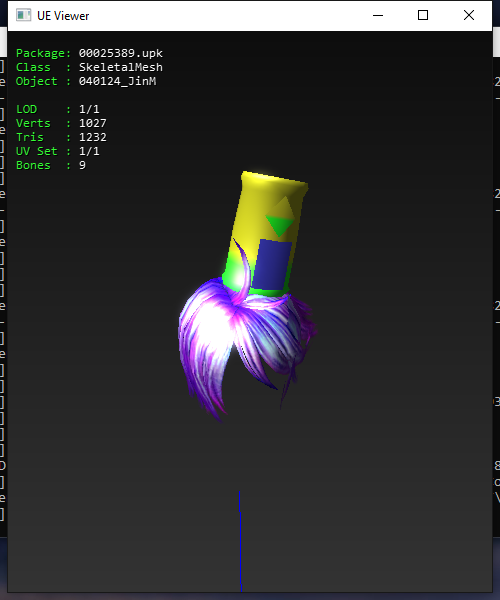 UE Viewer
Package: 00025389.upk
Class  : SkeletalMesh
Object : 040124_JinM
LOD    : 1/1
Verts  : 1027
Tris   : 1232
UV Set : 1/1
Bones  : 9